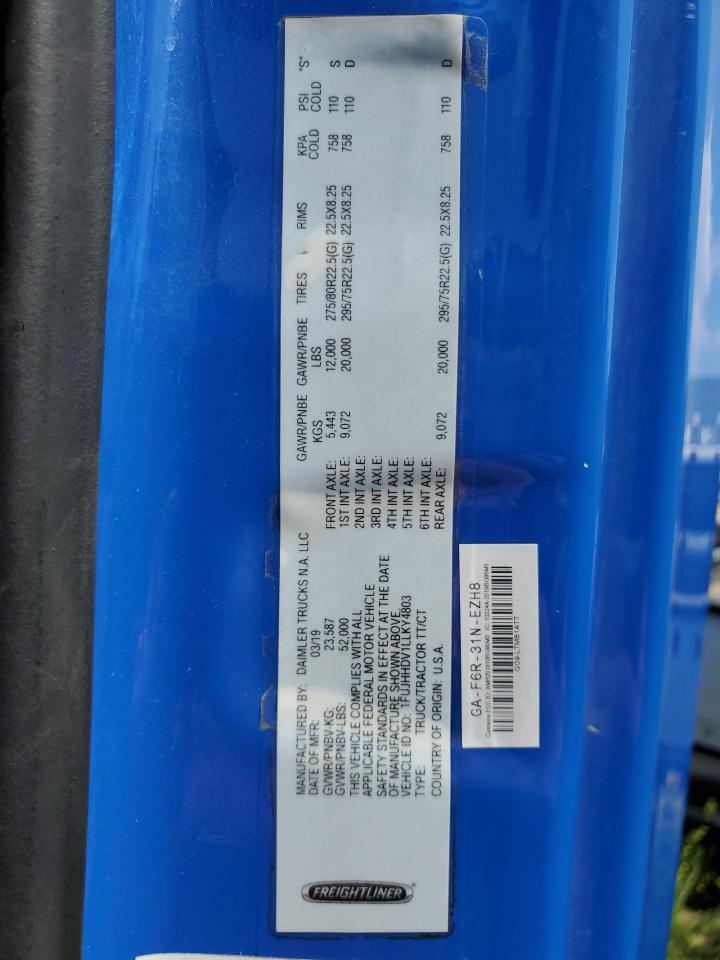 FREIGHTLINER
MANUFACTURED BY: DAIMLER TRUCKS N.A. LLC
DATE OF MFR: 03/19
GVWR/PNBV-KG: 23,587
GVWR/PNBV-LBS: 52,000
THIS VEHICLE COMPLIES WITH ALL
APPLICABLE FEDERAL MOTOR VEHICLE
SAFETY STANDARDS IN EFFECT AT THE DATE
OF MANUFACTURE SHOWN ABOVE.
VEHICLE ID NO: 1FUJHHDV1LLKY4803
TYPE: TRUCK/TRACTOR TT/CT
COUNTRY OF ORIGIN: U.S.A.
GAWR/PNBE GAWR/PNBE TIRES RIMS KPA PSI "S"
KGS LBS COLD COLD
FRONT AXLE: 5,443 12,000 275/80R22.5(G) 22.5X8.25 758 110 S
1ST INT AXLE: 9,072 20,000 295/75R22.5(G) 22.5X8.25 758 110 D
2ND INT AXLE:
3RD INT AXLE:
4TH INT AXLE:
5TH INT AXLE:
6TH INT AXLE:
REAR AXLE: 9,072 20,000 295/75R22.5(G) 22.5X8.25 758 110 D
GA-F6R-31N-EZH8
G09-LTMB1ATT